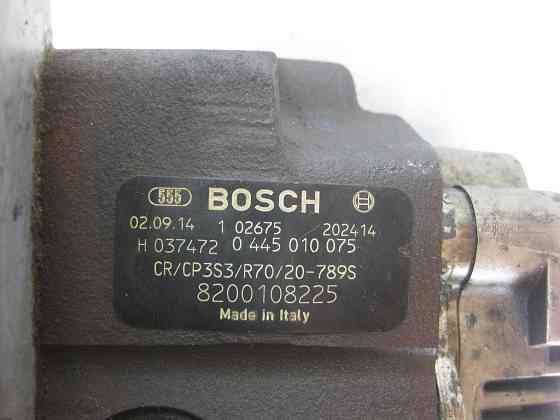 555 BOSCH
02.09.14 1 02675 202414
H 037472 0 445 010 075
CR/CP3S3/R70/20-789S
8200108225
Made in Italy